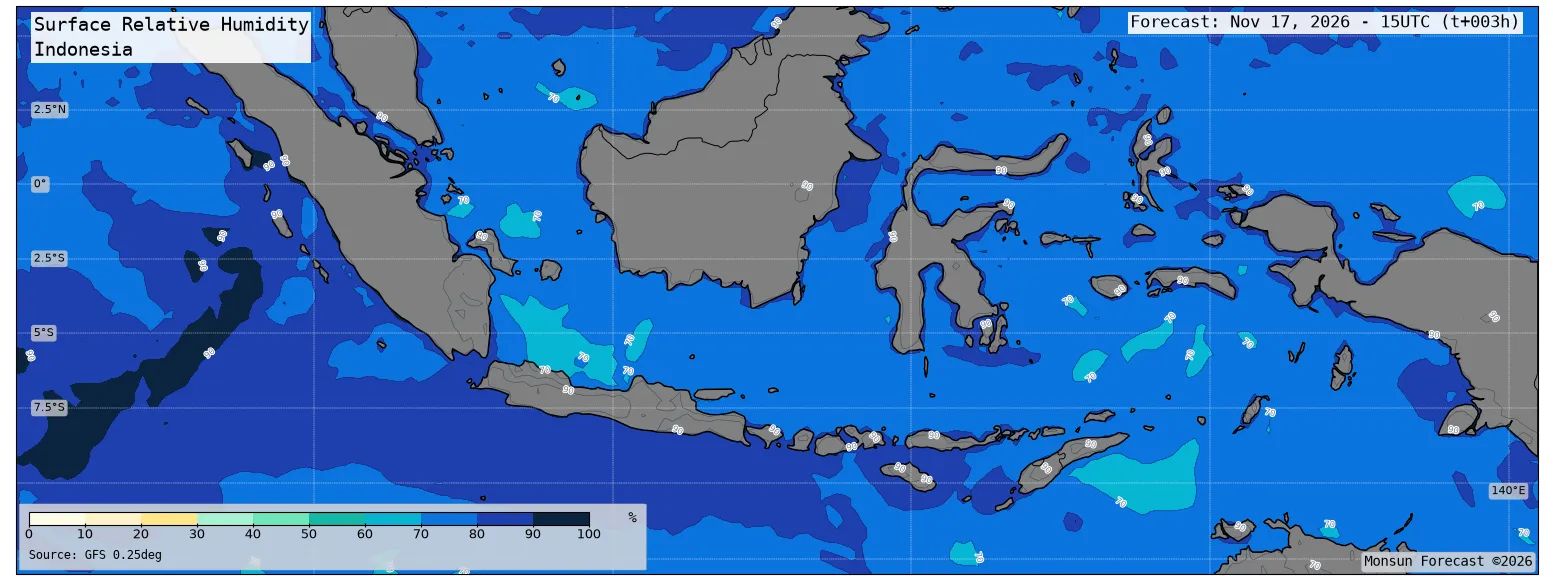 Surface Relative Humidity
Indonesia
Forecast: Nov 17, 2026 - 15UTC (t+003h)
2.5°N
0°
2.5°S
5°S
7.5°S
140°E
%
0 10 20 30 40 50 60 70 80 90 100
Source: GFS 0.25deg
Monsun Forecast ©2026